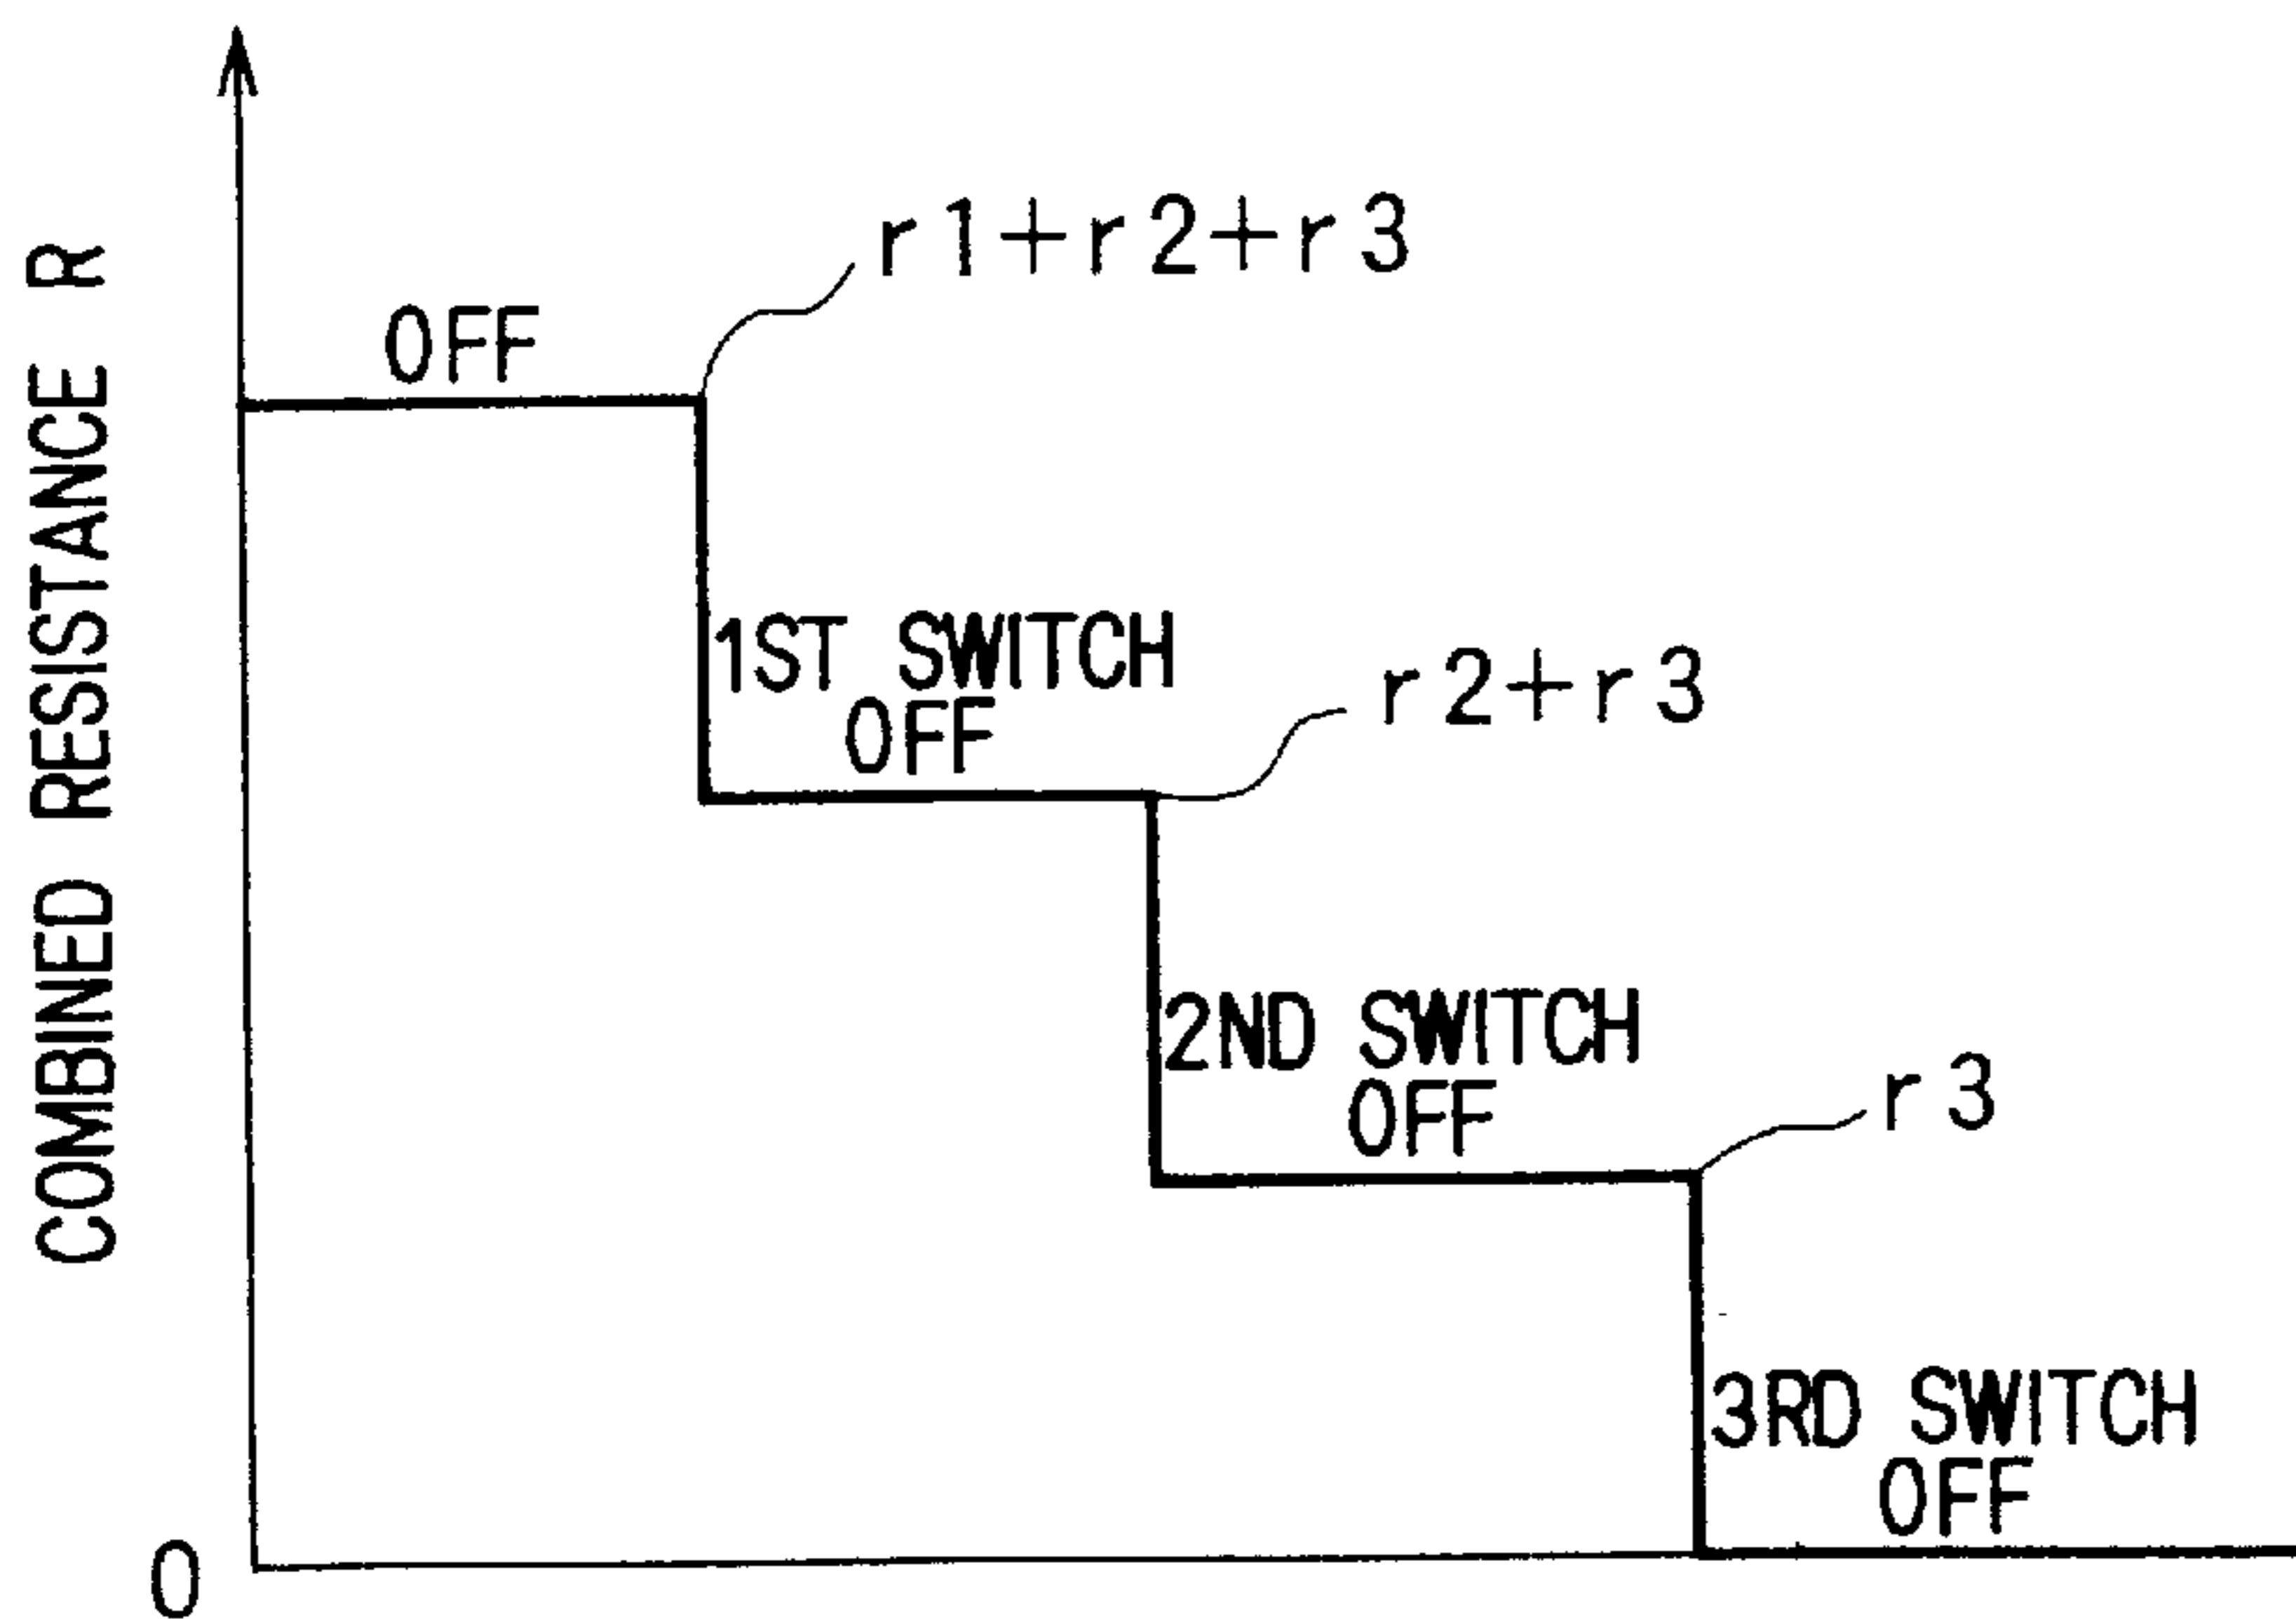 COMBINED RESISTANCE R
r1+r2+r3
OFF
1ST SWITCH
OFF
r2+r3
2ND SWITCH
OFF
r3
3RD SWITCH
OFF
0